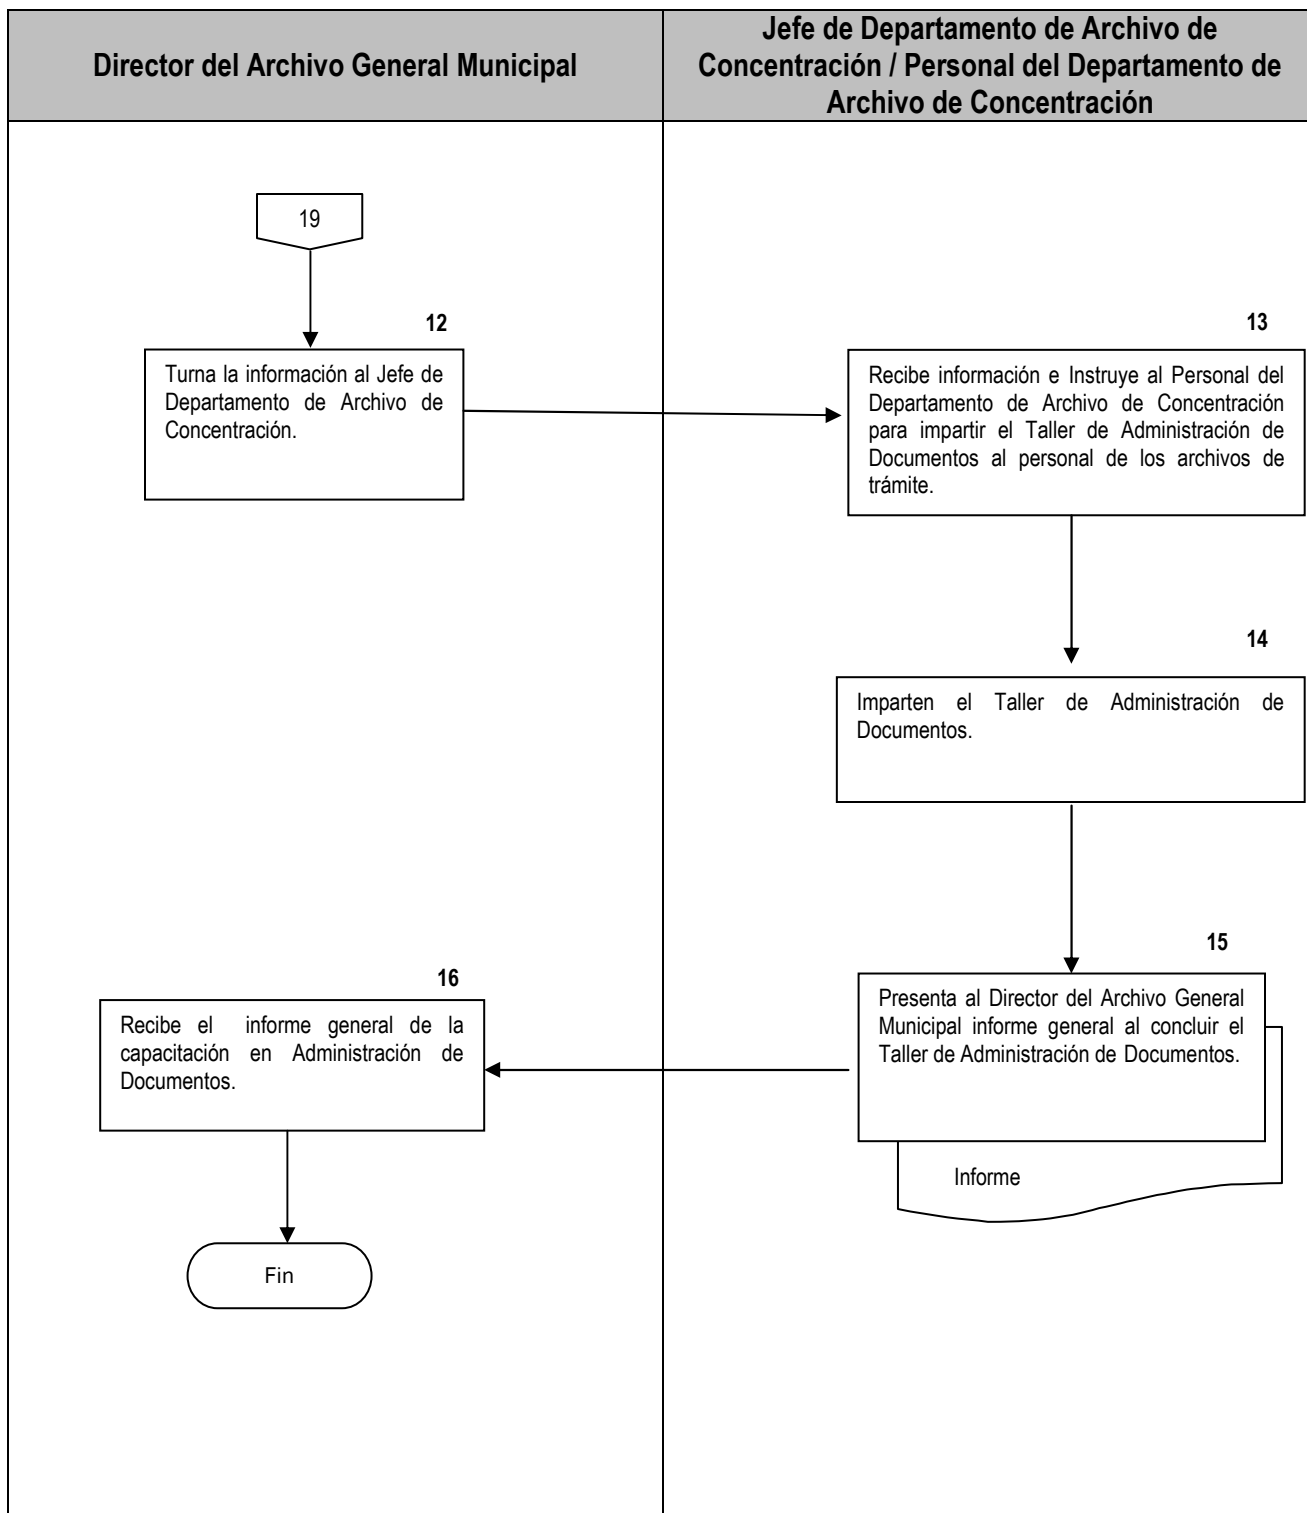 Director del Archivo General Municipal
Jefe de Departamento de Archivo de
Concentración / Personal del Departamento de
Archivo de Concentración
19
12
Turna la información al Jefe de
Departamento de Archivo de
Concentración.
13
Recibe información e Instruye al Personal del
Departamento de Archivo de Concentración
para impartir el Taller de Administración de
Documentos al personal de los archivos de
trámite.
14
Imparten el Taller de Administración de
Documentos.
15
Presenta al Director del Archivo General
Municipal informe general al concluir el
Taller de Administración de Documentos.
Informe
16
Recibe el informe general de la
capacitación en Administración de
Documentos.
Fin